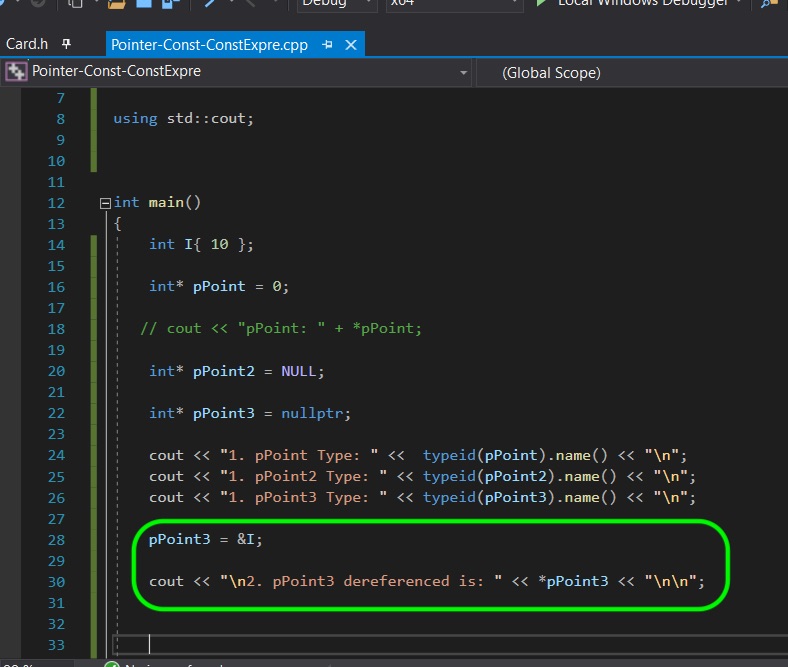 Debug
x64
Local Windows Debugger
Card.h
Pointer-Const-ConstExpre.cpp
Pointer-Const-ConstExpre
(Global Scope)
7
8 using std::cout;
9
10
11
12 int main()
13 {
14 int I{ 10 };
15
16 int* pPoint = 0;
17
18 // cout << "pPoint: " + *pPoint;
19
20 int* pPoint2 = NULL;
21
22 int* pPoint3 = nullptr;
23
24 cout << "1. pPoint Type: " <<  typeid(pPoint).name() << "\n";
25 cout << "1. pPoint2 Type: " << typeid(pPoint2).name() << "\n";
26 cout << "1. pPoint3 Type: " << typeid(pPoint3).name() << "\n";
27
28 pPoint3 = &I;
29
30 cout << "\n2. pPoint3 dereferenced is: " << *pPoint3 << "\n\n";
31
32
33